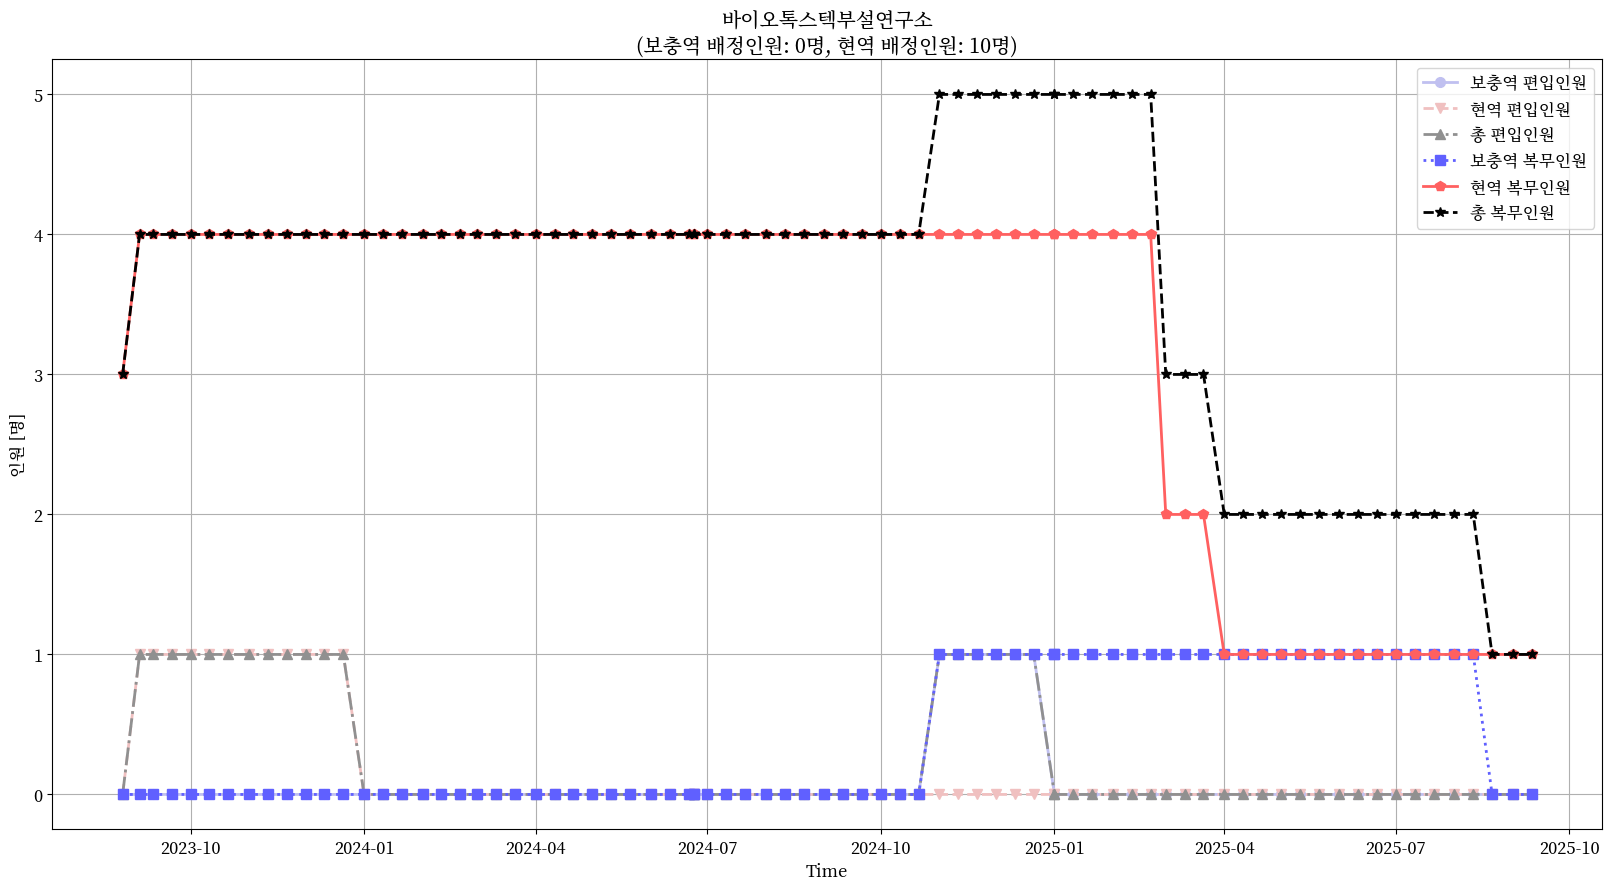 바이오톡스텍부설연구소
(보충역 배정인원: 0명, 현역 배정인원: 10명)
보충역 편입인원
현역 편입인원
총 편입인원
보충역 복무인원
현역 복무인원
총 복무인원
인원 [명]
5
4
3
2
1
0
2023-10
2024-01
2024-04
2024-07
2024-10
2025-01
2025-04
2025-07
2025-10
Time